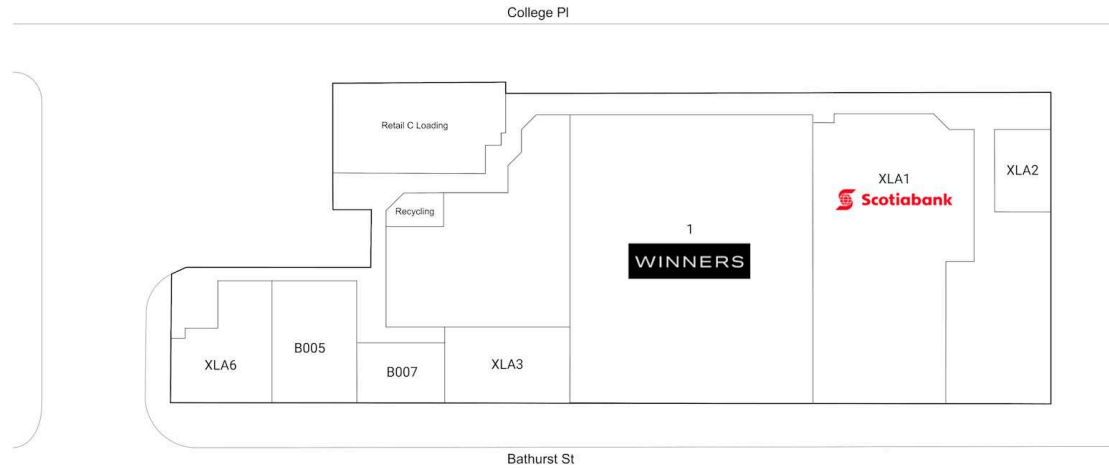 College Pl
Retail C Loading
Recycling
XLA1
Scotiabank
XLA2
1
WINNERS
XLA6
B005
B007
XLA3
Bathurst St